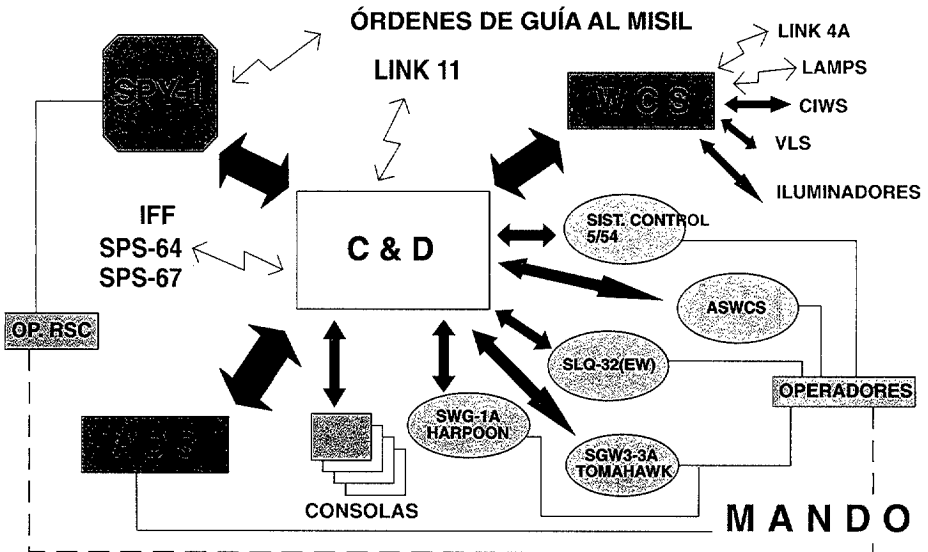 ÓRDENES DE GUÍA AL MISIL
LINK 11
SPY-1
WCS
LINK 4A
LAMPS
CIWS
VLS
ILUMINADORES
IFF
SPS-64
SPS-67
C & D
SIST. CONTROL
5/54
ASWCS
OP. RSC
SLQ-32(EW)
OPERADORES
SWG-1A
HARPOON
SGW3-3A
TOMAHAWK
CONSOLAS
MANDO